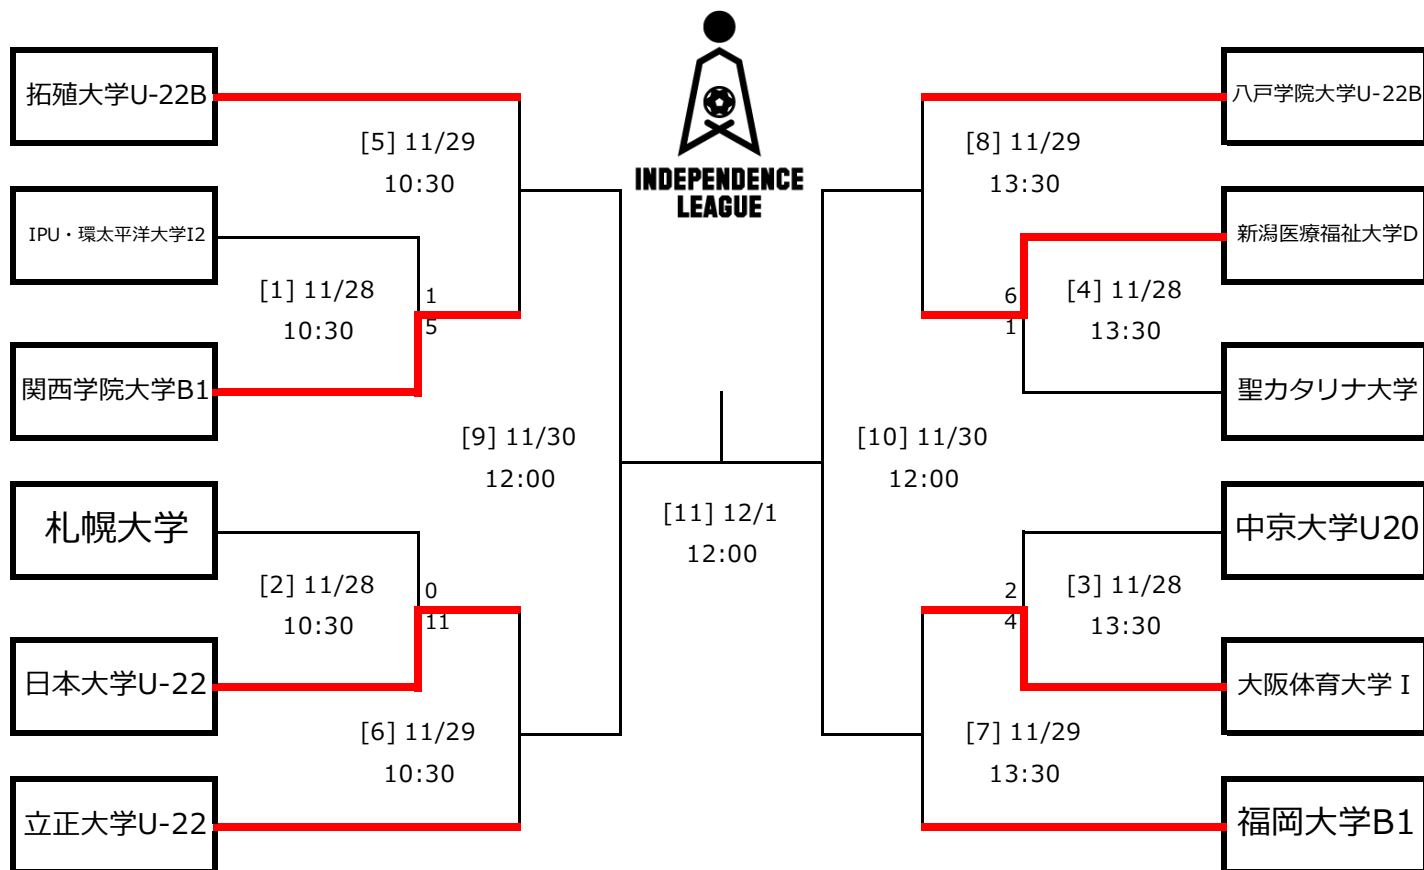 拓殖大学U-22B
八戸学院大学U-22B
[5] 11/29
10:30
[8] 11/29
13:30
INDEPENDENCE
LEAGUE
IPU・環太平洋大学I2
新潟医療福祉大学D
[1] 11/28
10:30
1
5
6
1
[4] 11/28
13:30
関西学院大学B1
聖カタリナ大学
[9] 11/30
12:00
[10] 11/30
12:00
札幌大学
中京大学U20
[11] 12/1
12:00
[2] 11/28
10:30
0
11
2
4
[3] 11/28
13:30
日本大学U-22
大阪体育大学 I
[6] 11/29
10:30
[7] 11/29
13:30
立正大学U-22
福岡大学B1